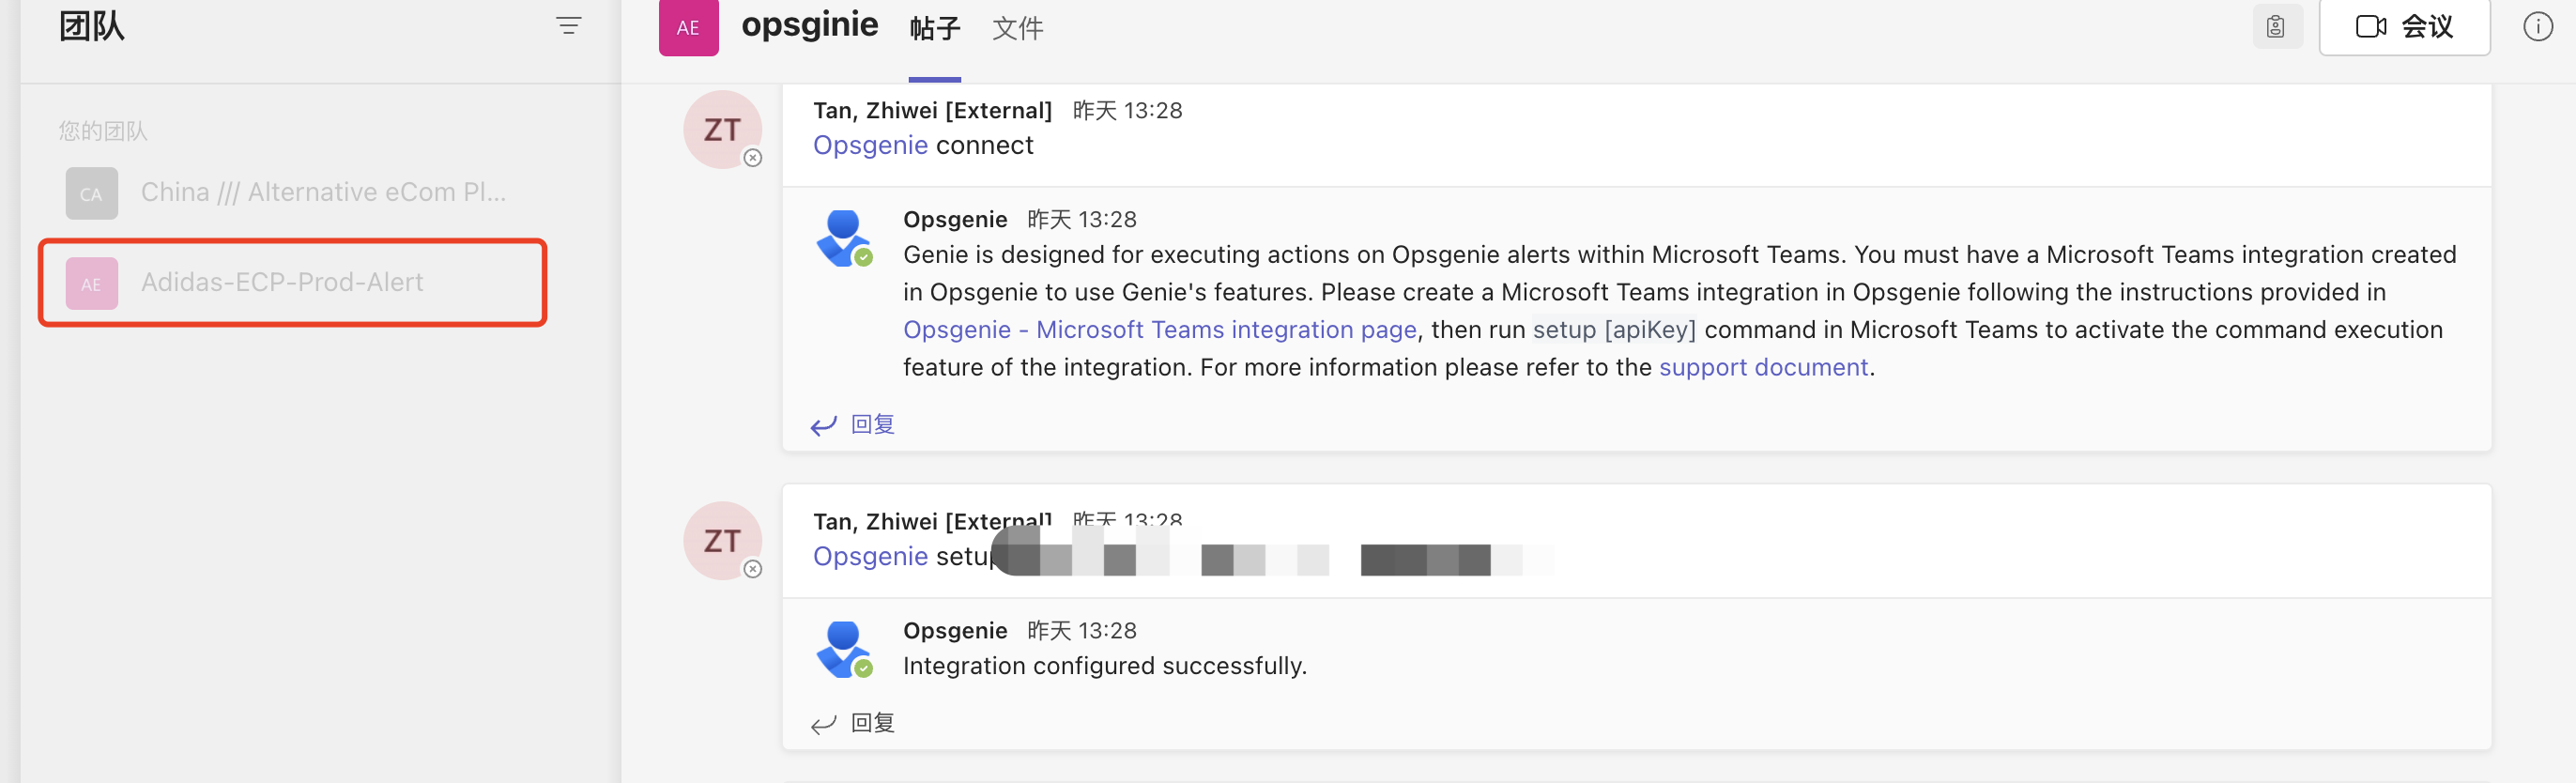 团队
您的团队
CA
China /// Alternative eCom Pl...
AE
Adidas-ECP-Prod-Alert
AE opsginie 帖子 文件 会议
ZT
Tan, Zhiwei [External] 昨天 13:28
Opsgenie connect
Opsgenie 昨天 13:28
Genie is designed for executing actions on Opsgenie alerts within Microsoft Teams. You must have a Microsoft Teams integration created
in Opsgenie to use Genie's features. Please create a Microsoft Teams integration in Opsgenie following the instructions provided in
Opsgenie - Microsoft Teams integration page, then run setup [apiKey] command in Microsoft Teams to activate the command execution
feature of the integration. For more information please refer to the support document.
回复
ZT
Tan, Zhiwei [External] 昨天 13:28
Opsgenie setup
Opsgenie 昨天 13:28
Integration configured successfully.
回复